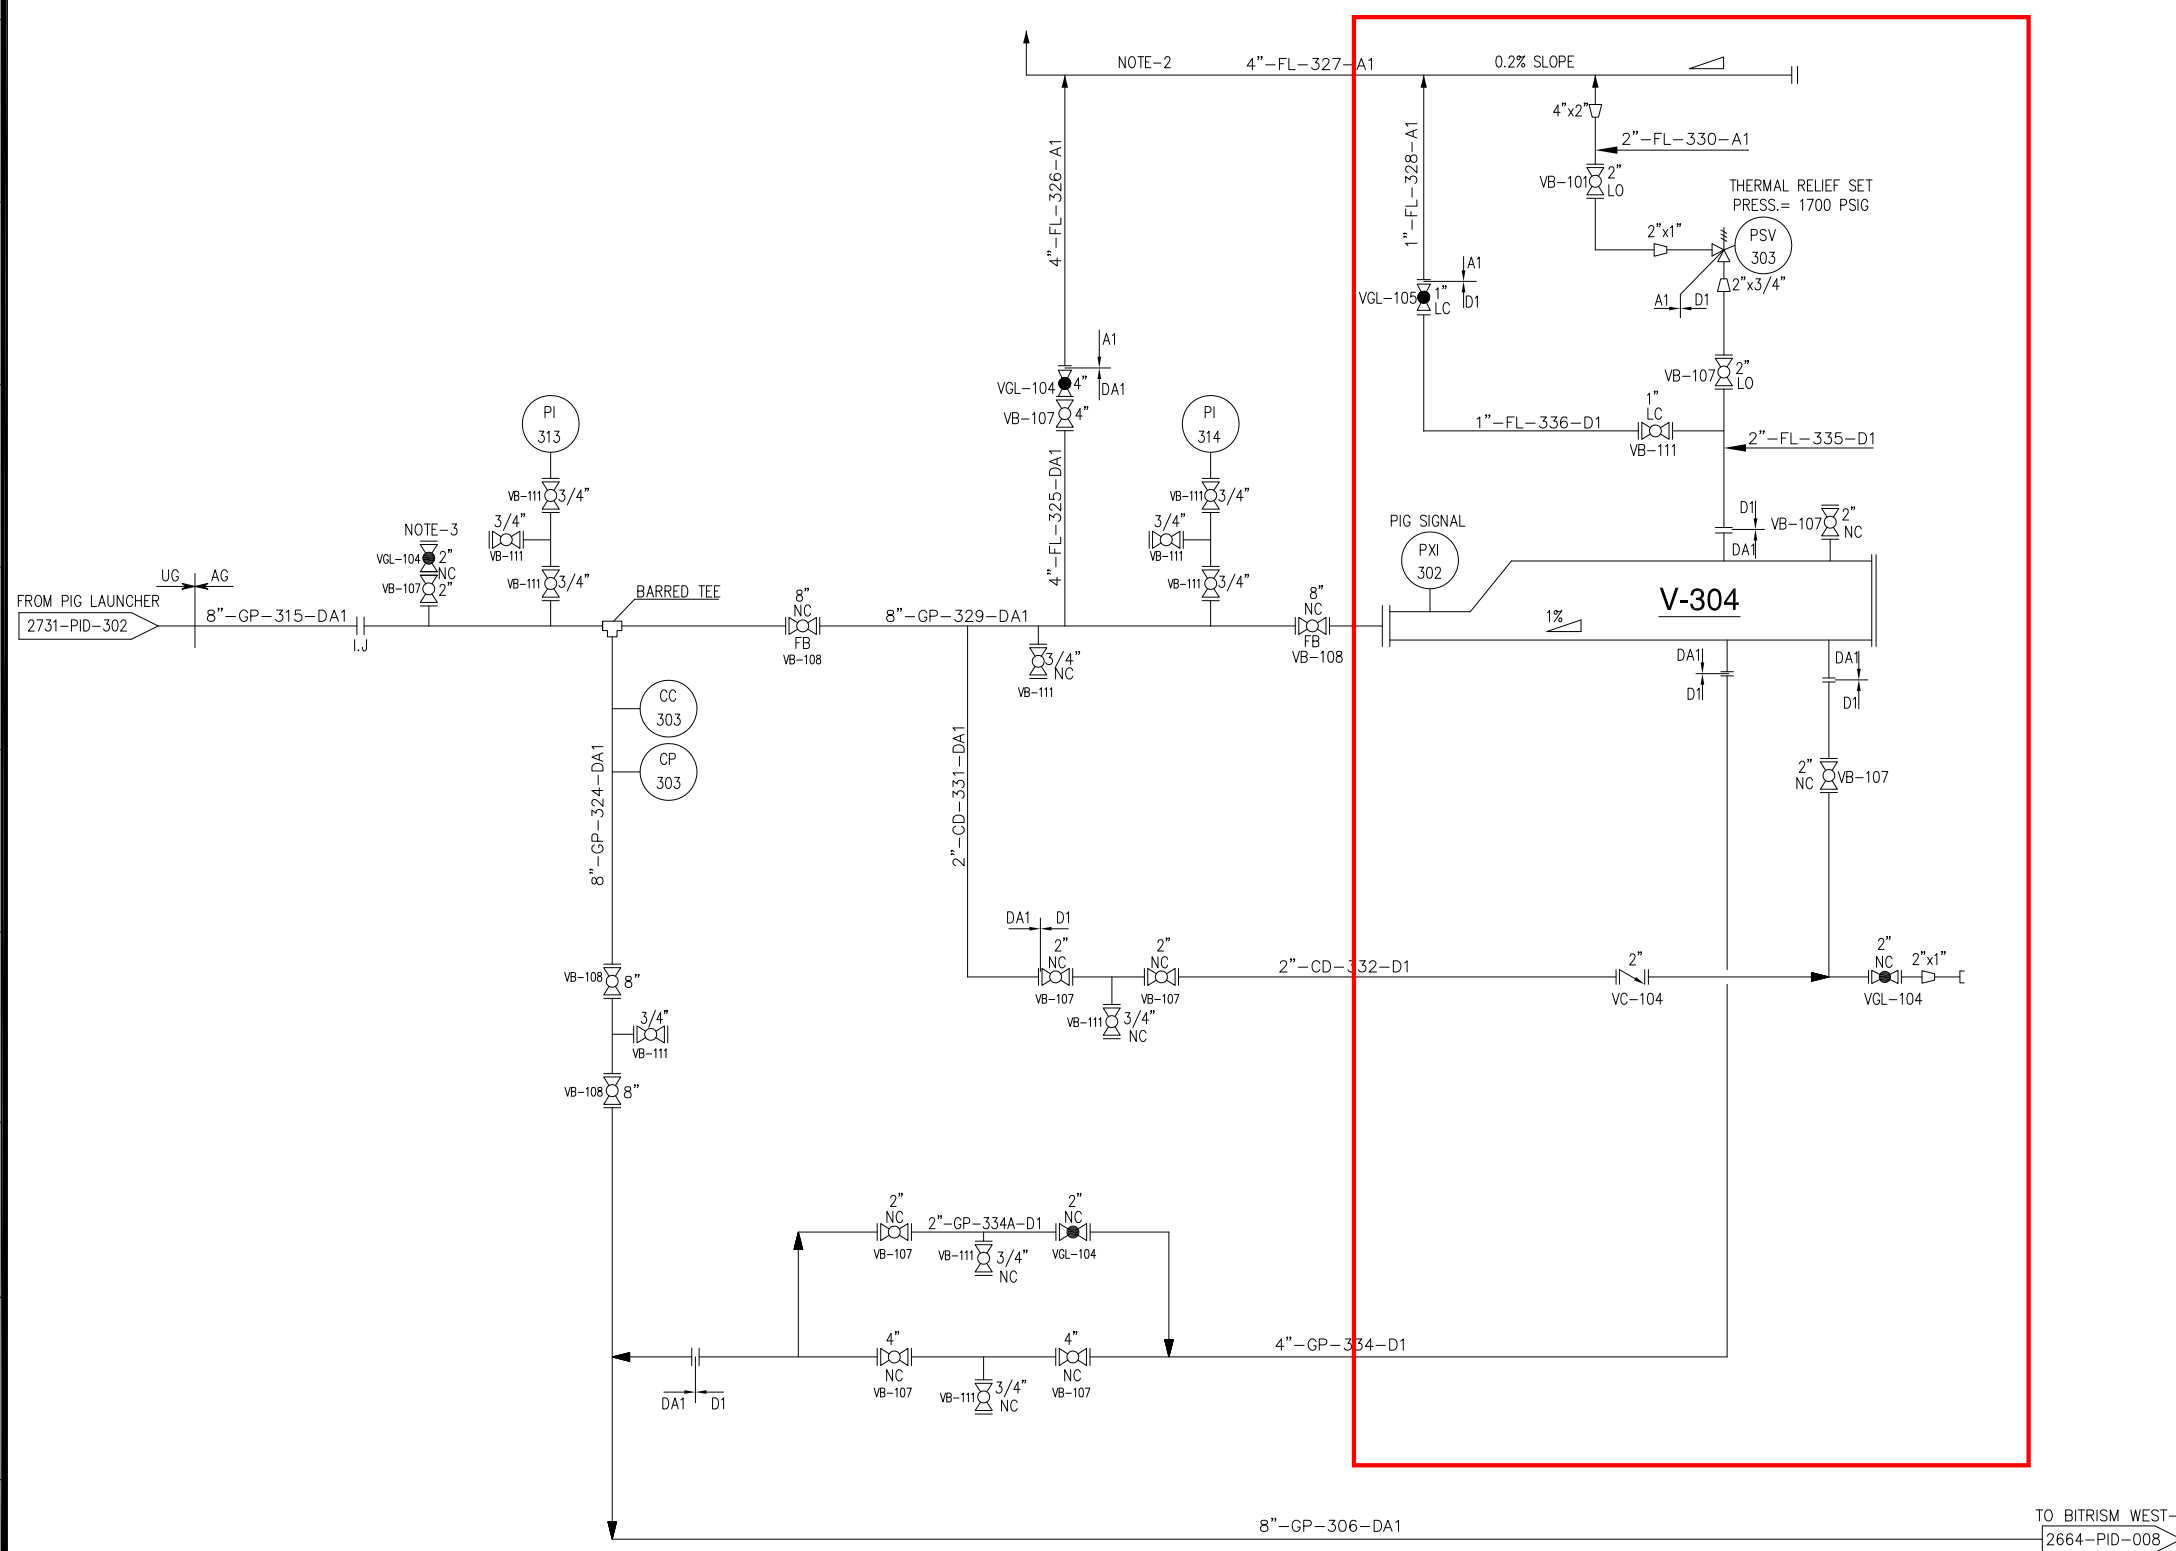 NOTE-2
4"-FL-327-A1
0.2% SLOPE
4"x2"
2"-FL-330-A1
VB-101
2"
LO
THERMAL RELIEF SET
PRESS.= 1700 PSIG
PSV
303
2"x1"
2"x3/4"
A1
D1
4"-FL-326-A1
1"-FL-328-A1
A1
D1
VGL-105
1"
LC
A1
DA1
VGL-104
4"
VB-107
4"
VB-107
2"
LO
1"
LC
1"-FL-336-D1
VB-111
2"-FL-335-D1
PI
313
PI
314
VB-111
3/4"
3/4"
VB-111
VB-111
3/4"
VB-111
3/4"
3/4"
VB-111
VB-111
3/4"
4"-FL-325-DA1
NOTE-3
VGL-104
2"
NC
VB-107
2"
PIG SIGNAL
PXI
302
D1
DA1
VB-107
2"
NC
UG
AG
FROM PIG LAUNCHER
2731-PID-302
8"-GP-315-DA1
I.J
BARRED TEE
8"
NC
FB
VB-108
8"-GP-329-DA1
8"
NC
FB
VB-108
V-304
1%
3/4"
NC
VB-111
DA1
D1
DA1
D1
CC
303
CP
303
8"-GP-324-DA1
2"-CD-331-DA1
2"
NC
VB-107
DA1
D1
2"
NC
VB-107
2"
NC
VB-107
2"-CD-332-D1
2"
VC-104
2"
NC
VGL-104
2"x1"
VB-111
3/4"
NC
VB-108
8"
3/4"
VB-111
VB-108
8"
2"
NC
VB-107
2"-GP-334A-D1
2"
NC
VGL-104
VB-111
3/4"
NC
4"
NC
VB-107
4"
NC
VB-107
4"-GP-334-D1
VB-111
3/4"
NC
DA1
D1
8"-GP-306-DA1
TO BITRISM WEST-
2664-PID-008